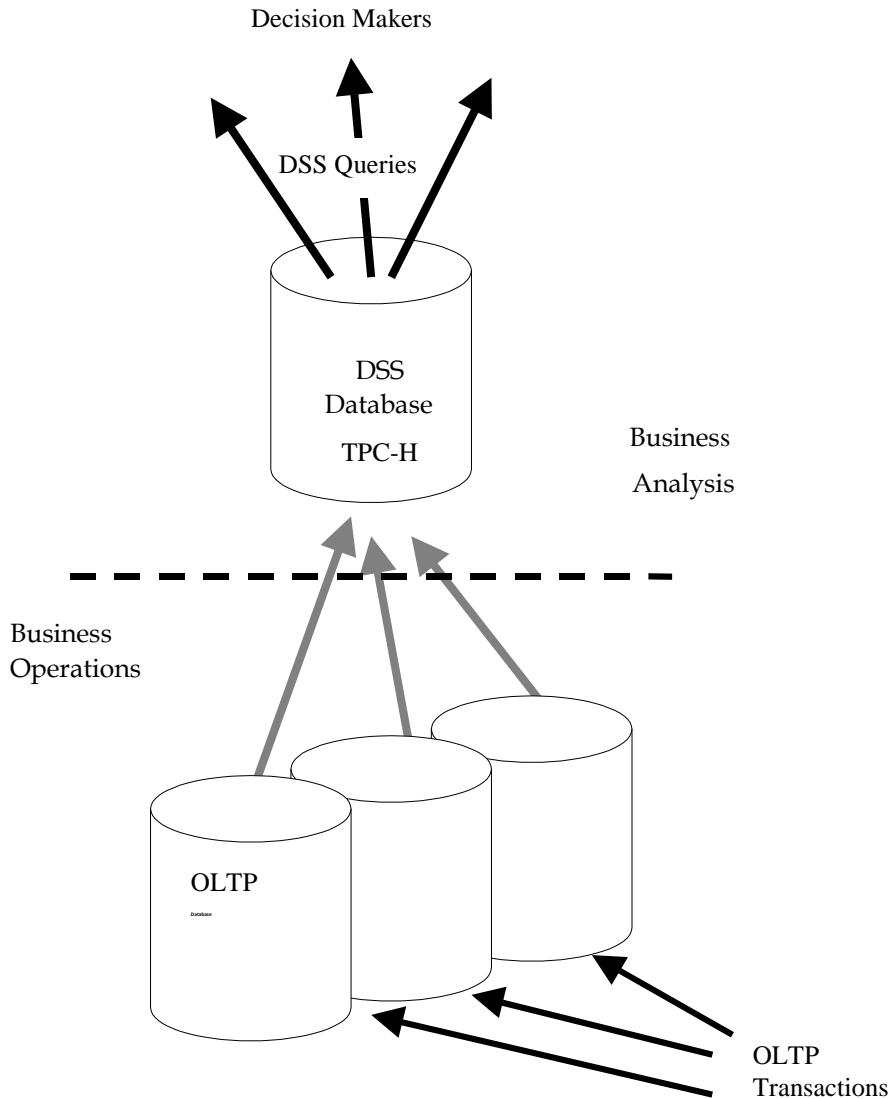 Decision Makers
DSS Queries
DSS
Database
TPC-H
Business
Analysis
Business
Operations
OLTP
Database
OLTP
Transactions